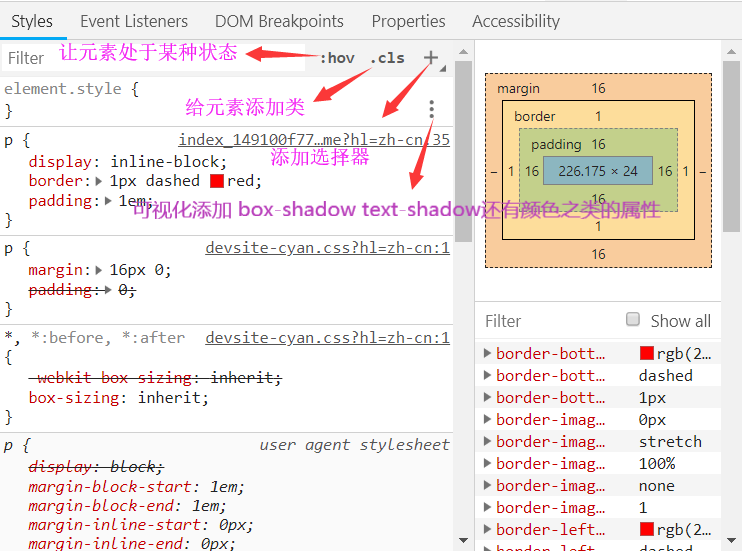 Styles Event Listeners DOM Breakpoints Properties Accessibility
Filter 让元素处于某种状态 :hov .cls +
element.style {
}
给元素添加类
p { index_149100f77…me?hl=zh-cn:35
添加选择器
display: inline-block;
border: 1px dashed red;
padding: 1em;
}
可视化添加 box-shadow text-shadow还有颜色之类的属性
p { devsite-cyan.css?hl=zh-cn:1
margin: 16px 0;
padding: 0;
}
*, *:before, *:after devsite-cyan.css?hl=zh-cn:1
{
-webkit-box-sizing: inherit;
box-sizing: inherit;
}
p { user agent stylesheet
display: block;
margin-block-start: 1em;
margin-block-end: 1em;
margin-inline-start: 0px;
margin-inline-end: 0px;
margin 16
border 1
padding 16
– 1 16 226.175 × 24 16 1 –
16
1
16
Filter Show all
border-bott… rgb(2…
border-bott… dashed
border-bott… 1px
border-imag… 0px
border-imag… stretch
border-imag… 100%
border-imag… none
border-imag… 1
border-left… rgb(2…
border-left… dashed